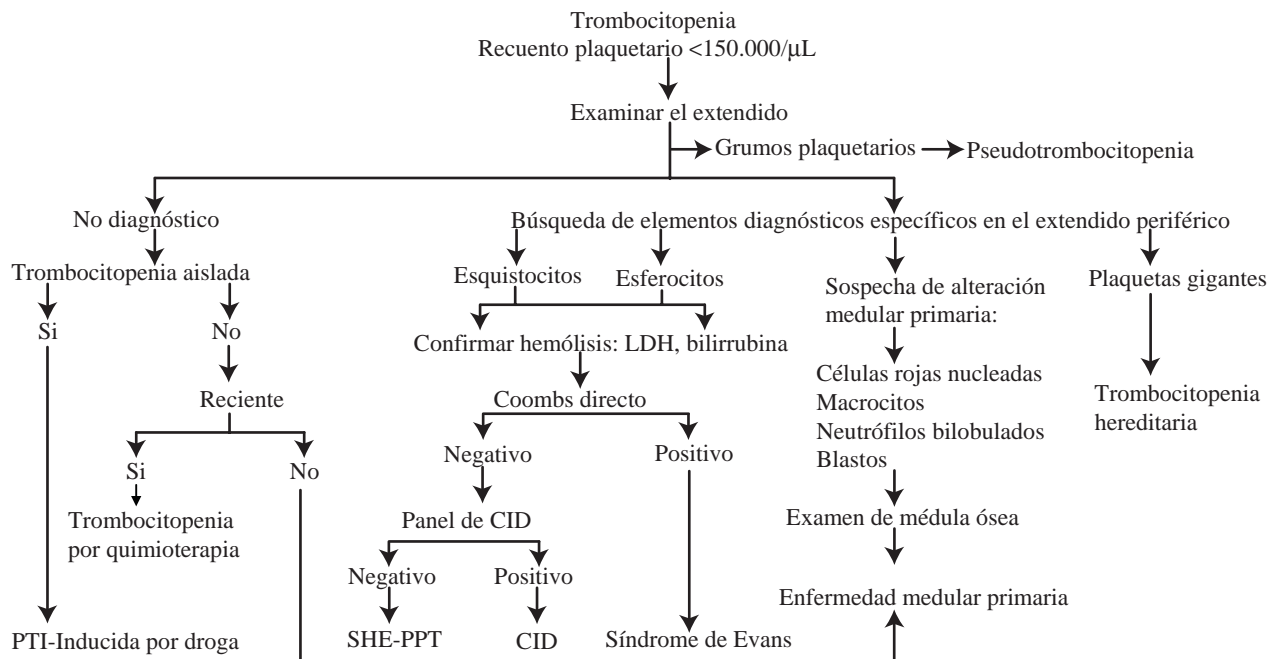 Trombocitopenia
Recuento plaquetario <150.000/μL
Examinar el extendido
Grumos plaquetarios
Pseudotrombocitopenia
No diagnóstico
Búsqueda de elementos diagnósticos específicos en el extendido periférico
Trombocitopenia aislada
Si
No
Reciente
Si
No
Trombocitopenia
por quimioterapia
PTI-Inducida por droga
Esquistocitos
Esferocitos
Confirmar hemólisis: LDH, bilirrubina
Coombs directo
Negativo
Positivo
Panel de CID
Negativo
Positivo
SHE-PPT
CID
Síndrome de Evans
Sospecha de alteración
medular primaria:
Células rojas nucleadas
Macrocitos
Neutrófilos bilobulados
Blastos
Examen de médula ósea
Enfermedad medular primaria
Plaquetas gigantes
Trombocitopenia
hereditaria